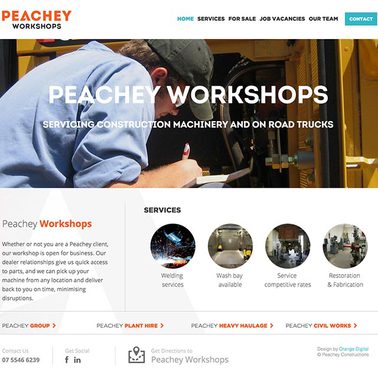 PEACHEY
WORKSHOPS
HOME SERVICES FOR SALE JOB VACANCIES OUR TEAM CONTACT
PEACHEY WORKSHOPS
SERVICING CONSTRUCTION MACHINERY AND ON ROAD TRUCKS
Peachey Workshops
Whether or not you are a Peachey client,
our workshop is open for business. Our
dealer relationships give us quick access
to parts, and we can pick up your
machine from any location and deliver
back to you on time, minimising
disruptions.
SERVICES
Welding
services
Wash bay
available
Service
competitive rates
Restoration
& Fabrication
PEACHEY GROUP >
PEACHEY PLANT HIRE >
PEACHEY HEAVY HAULAGE >
PEACHEY CIVIL WORKS >
Contact Us
07 5546 6239
Get Social
f in
Get Directions to
Peachey Workshops
Design by Orange Digital
© Peachey Constructions